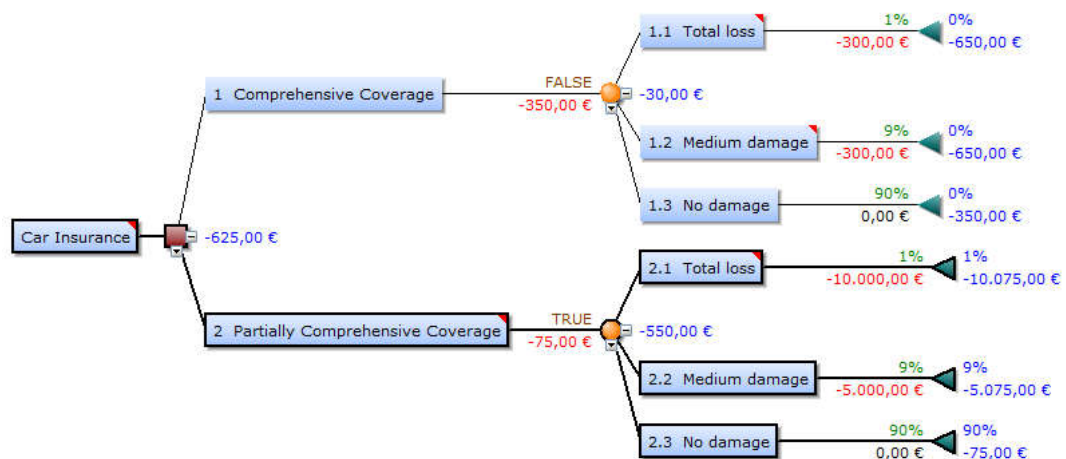 1% 0%
1.1 Total loss
-300,00 € -650,00 €
FALSE
1 Comprehensive Coverage
-350,00 €
-30,00 €
9% 0%
1.2 Medium damage
-300,00 € -650,00 €
90% 0%
1.3 No damage
0,00 € -350,00 €
Car Insurance
-625,00 €
1% 1%
2.1 Total loss
-10.000,00 € -10.075,00 €
TRUE
2 Partially Comprehensive Coverage
-75,00 €
-550,00 €
9% 9%
2.2 Medium damage
-5.000,00 € -5.075,00 €
90% 90%
2.3 No damage
0,00 € -75,00 €